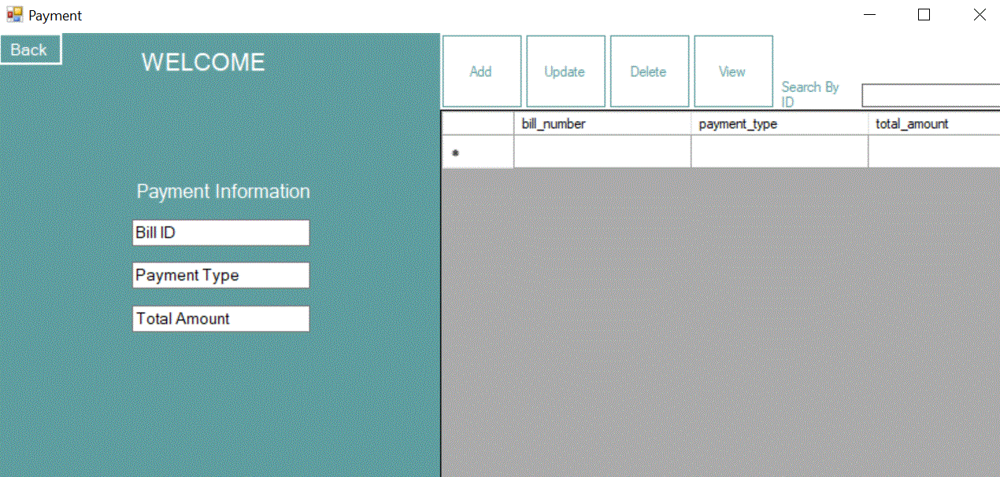 Payment
Back
WELCOME
Payment Information
Bill ID
Payment Type
Total Amount
Add
Update
Delete
View
Search By
ID
bill_number
payment_type
total_amount